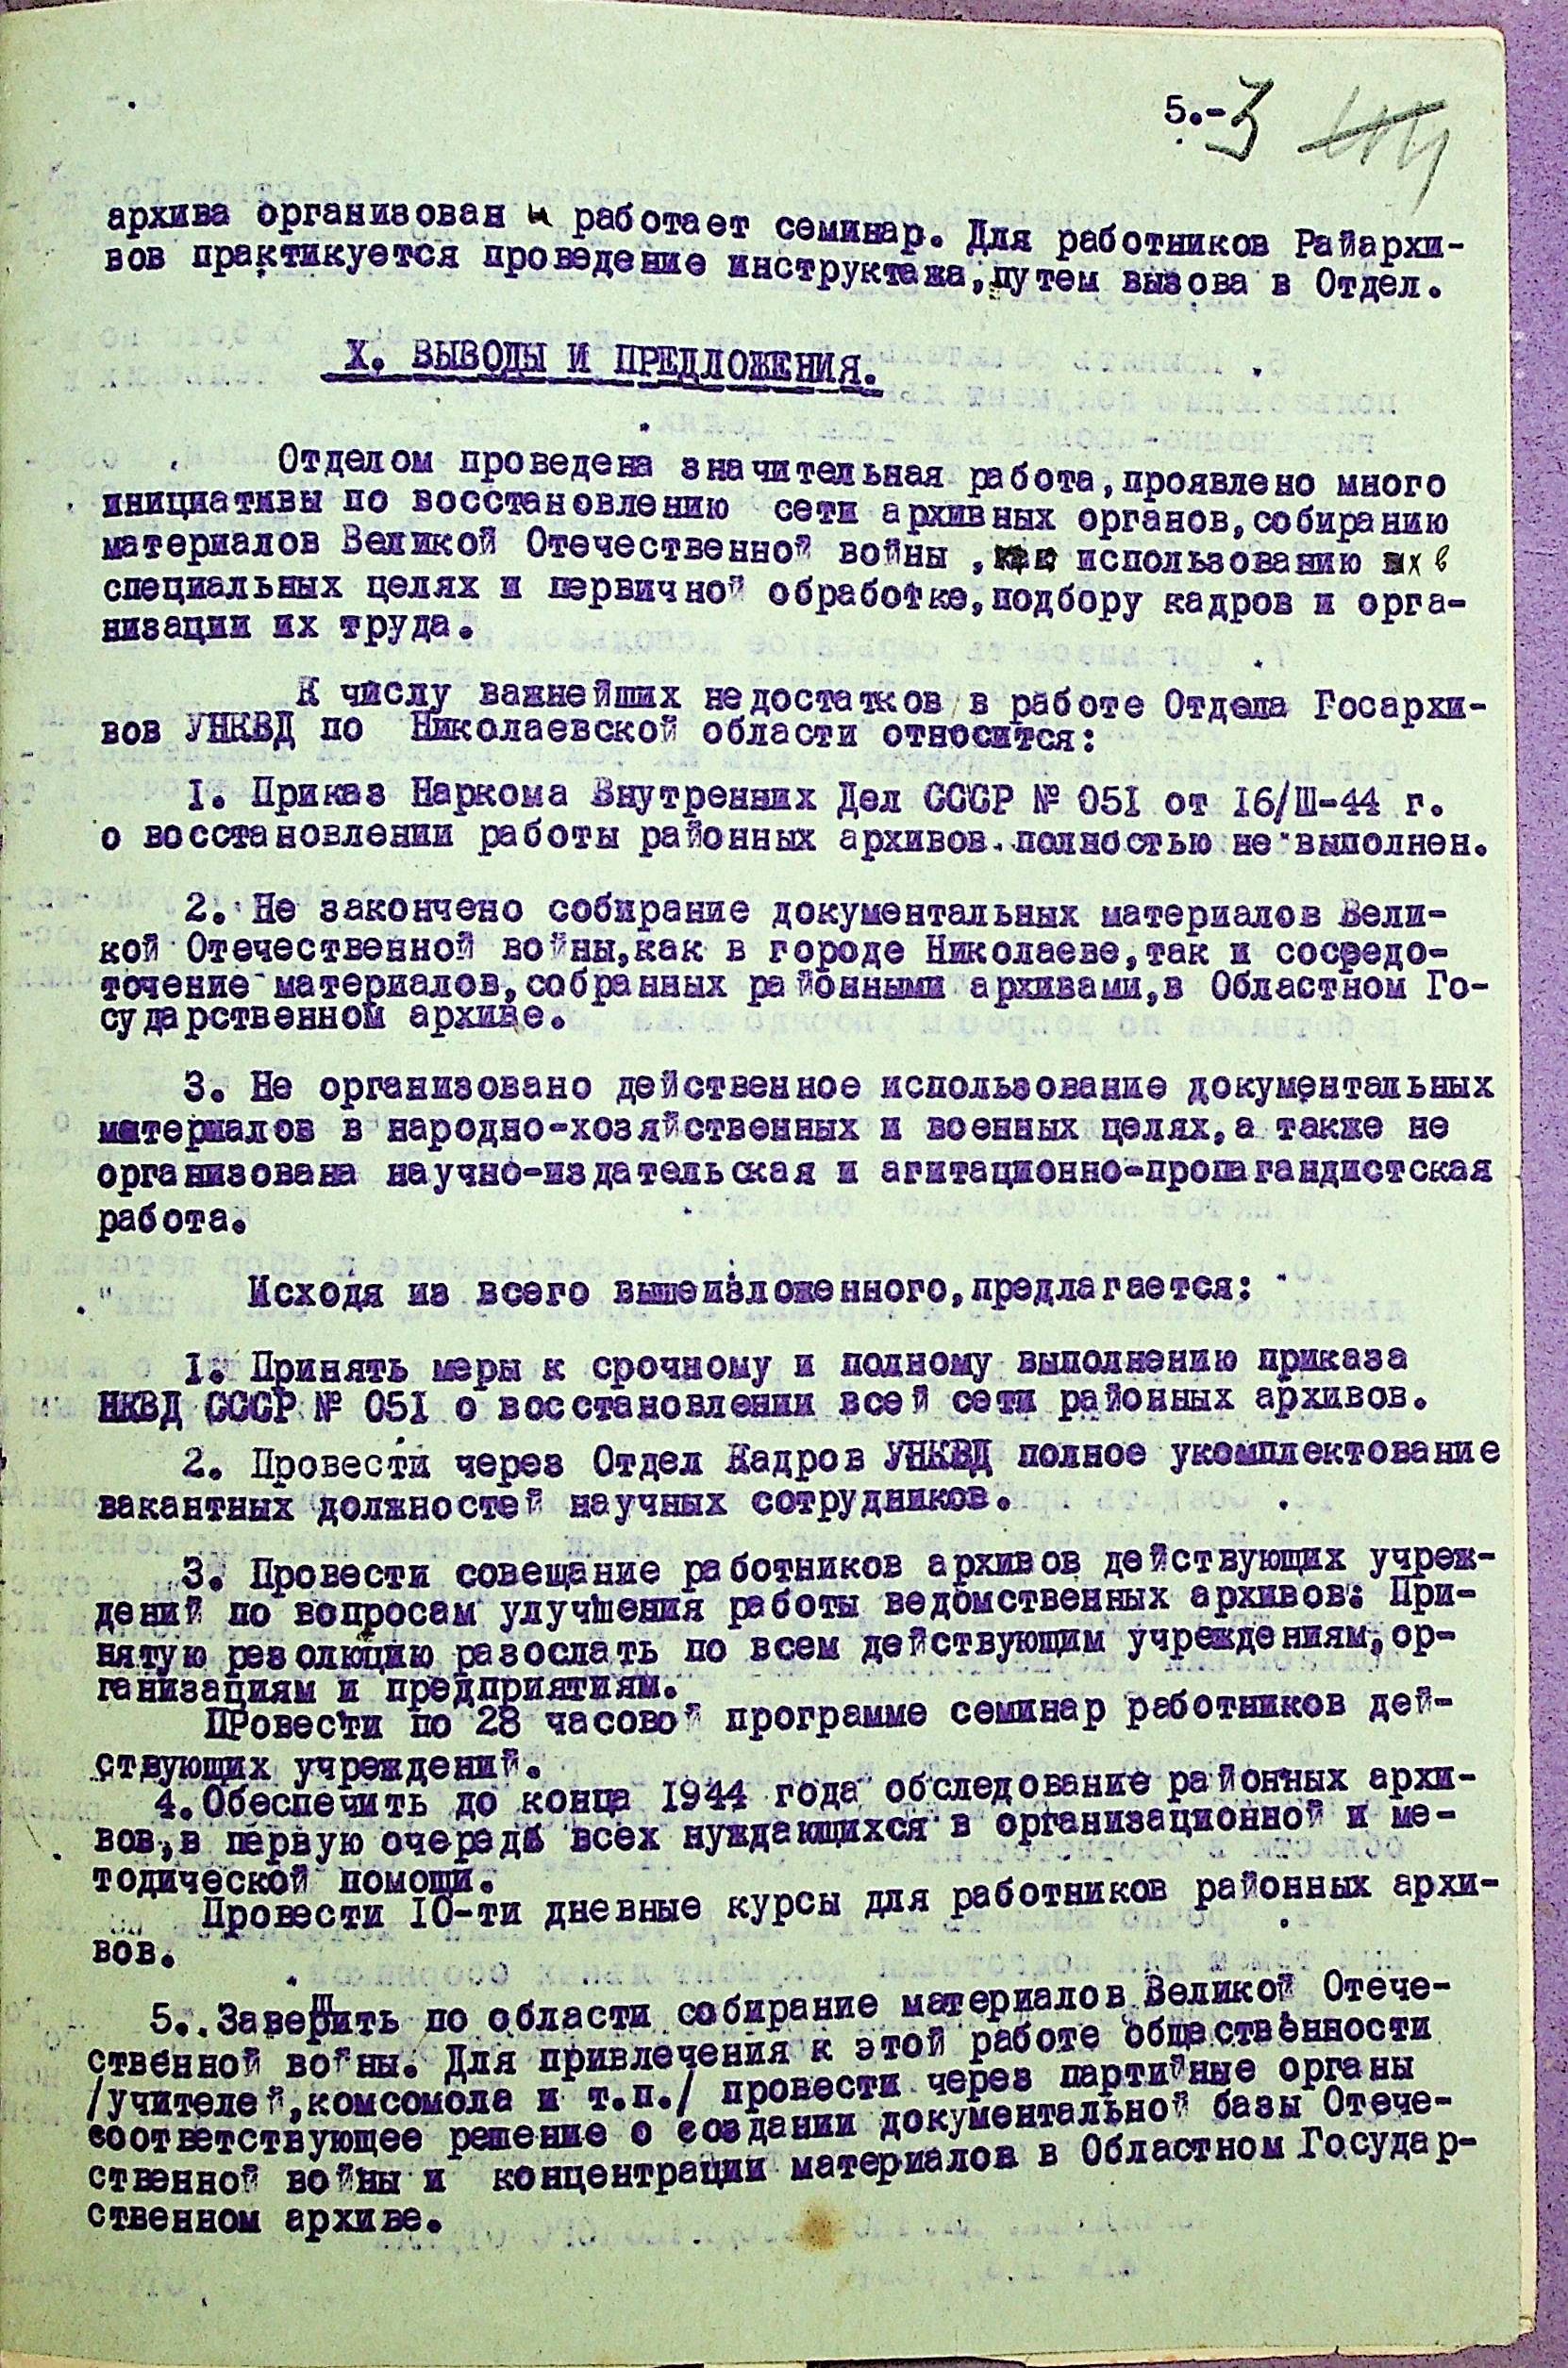 5.-3
архива организован и работает семинар. Для работников Райархи-
вов практикуется проведение инструктажа, путем вызова в Отдел.
X. ВЫВОДЫ И ПРЕДЛОЖЕНИЯ.
Отделом проведена значительная работа, проявлено много
инициативы по восстановлению сети архивных органов, собиранию
материалов Великой Отечественной войны , использованию их в
специальных целях и первичной обработке, подбору кадров и орга-
низации их труда.
К числу важнейших недостатков в работе Отдела Госархи-
вов УНКВД по Николаевской области относится:
1. Приказ Наркома Внутренних Дел СССР № 051 от 16/Ш-44 г.
о восстановлении работы районных архивов полностью не выполнен.
2. Не закончено собирание документальных материалов Вели-
кой Отечественной войны, как в городе Николаеве, так и сосредо-
точение материалов, собранных районными архивами, в Областном Го-
сударственном архиве.
3. Не организовано действенное использование документальных
материалов в народно-хозяйственных и военных целях, а также не
организована научно-издательская и агитационно-пропагандистская
работа.
Исходя из всего вышеизложенного, предлагается:
1. Принять меры к срочному и полному выполнению приказа
НКВД СССР № 051 о восстановлении всей сети районных архивов.
2. Провести через Отдел Кадров УНКВД полное укомплектование
вакантных должностей научных сотрудников.
3. Провести совещание работников архивов действующих учреж-
дений по вопросам улучшения работы ведомственных архивов: При-
нятую резолюцию разослать по всем действующим учреждениям, ор-
ганизациям и предприятиям.
ПРовести по 28 часовой программе семинар работников дей-
ствующих учреждений.
4. Обеспечить до конца 1944 года обследование районных архи-
вов, в первую очередь всех нуждающихся в организационной и ме-
тодической помощи.
Провести 10-ти дневные курсы для работников районных архи-
вов.
5. Завершить по области собирание материалов Великой Отече-
ственной войны. Для привлечения к этой работе общественности
/учителей, комсомола и т.п./ провести через партийные органы
соответствующее решение о создании документальной базы Отече-
ственной войны и концентрации материалов в Областном Государ-
ственном архиве.